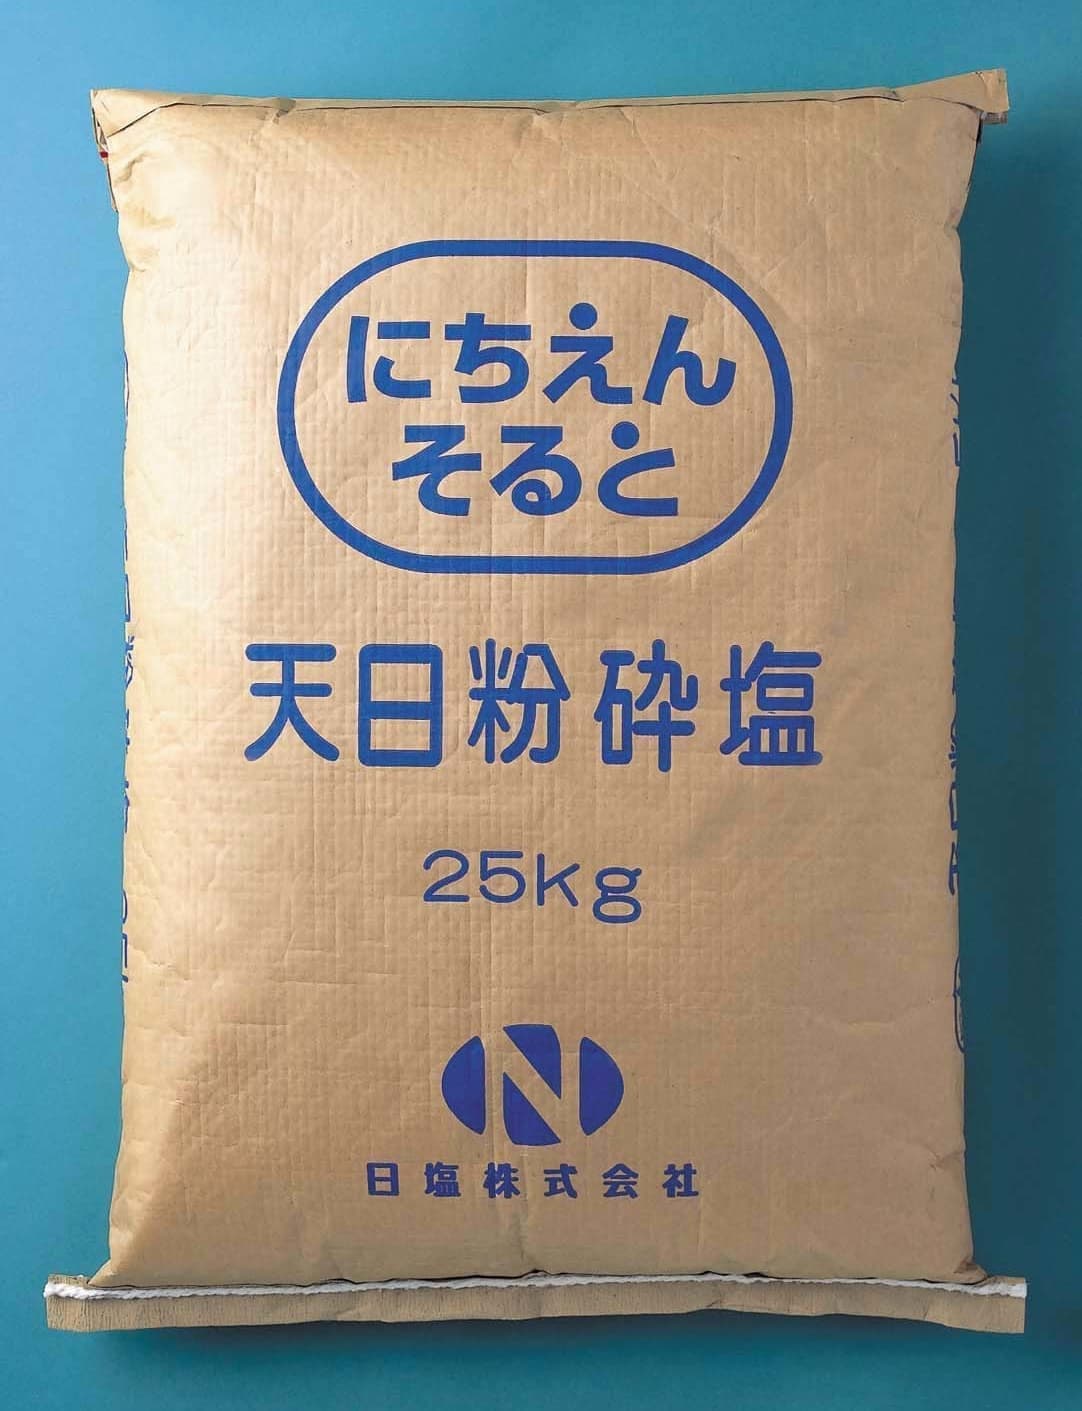 にちえん
そると
天日粉砕塩
25kg
N
日塩株式会社